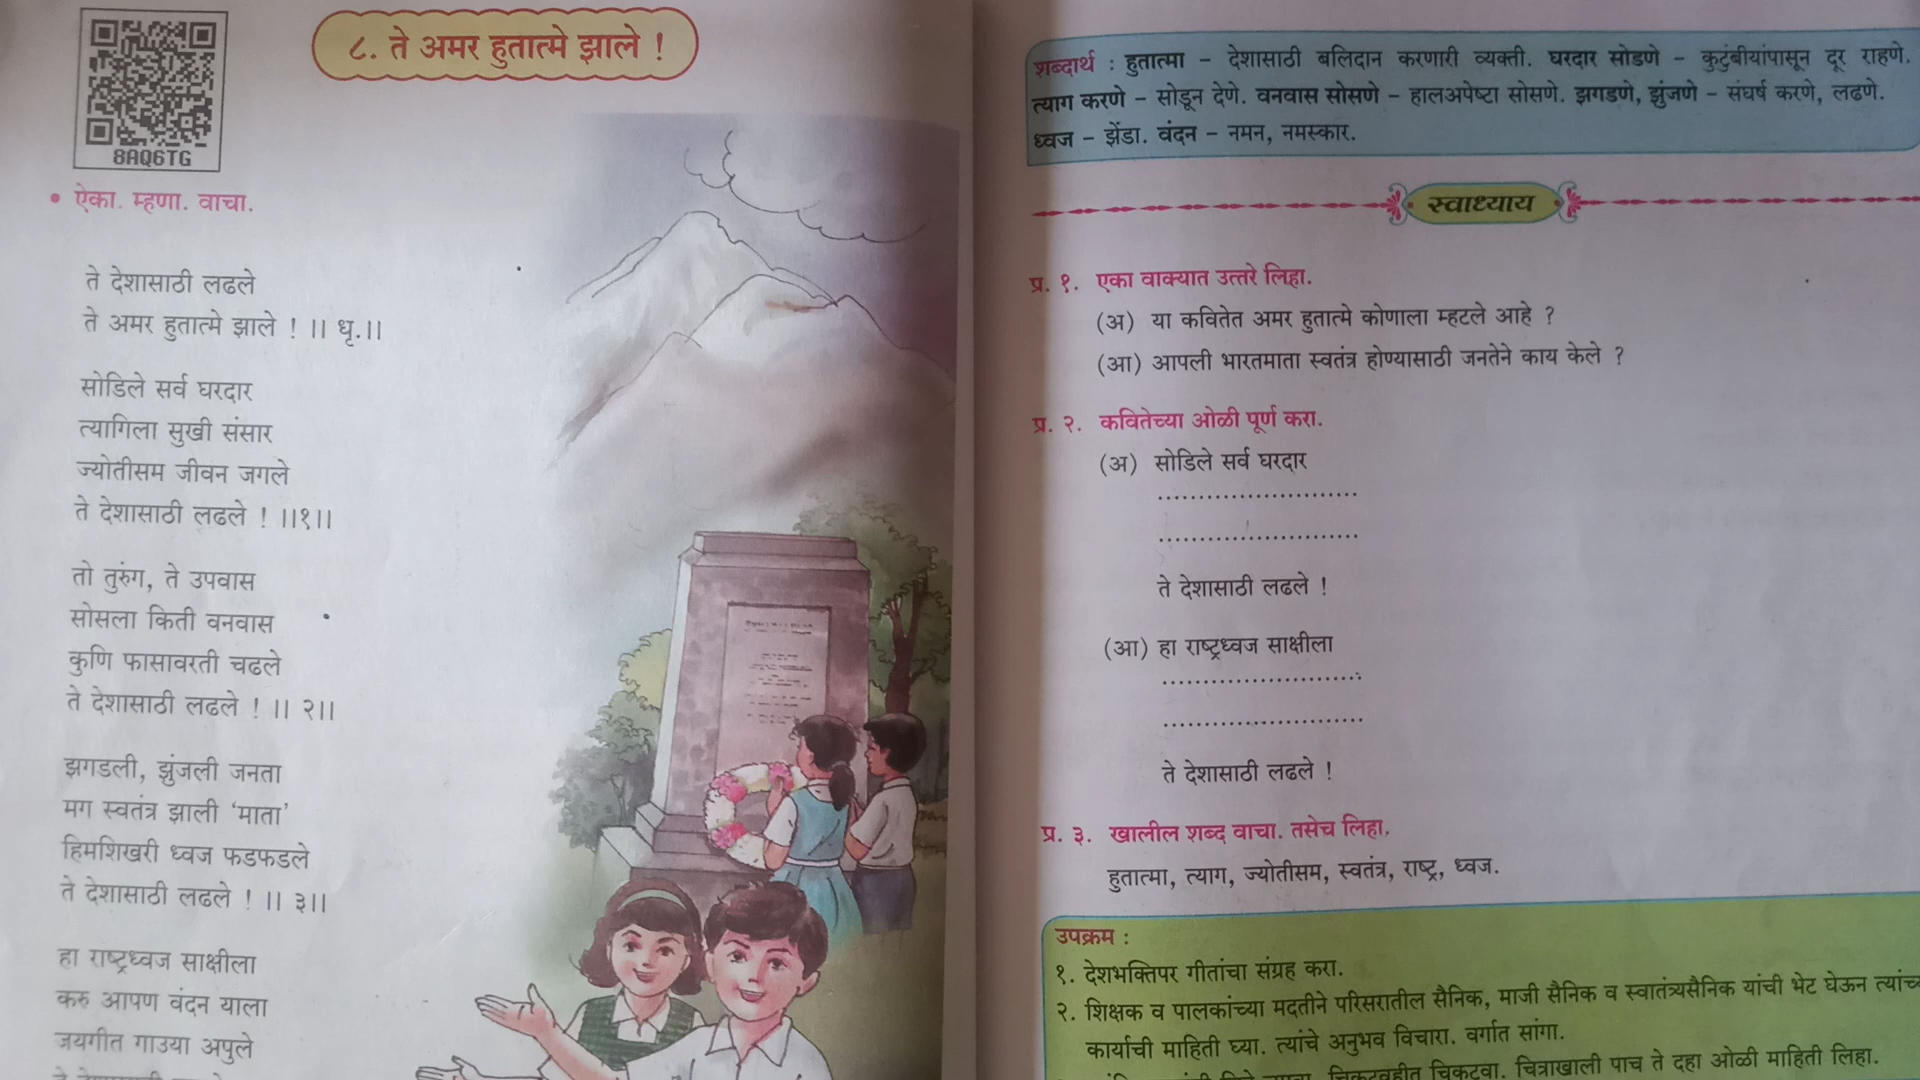 ८. ते अमर हुतात्मे झाले !
8AQ6TG
• ऐका. म्हणा. वाचा.
ते देशासाठी लढले
ते अमर हुतात्मे झाले ! ।। धृ.।।
सोडिले सर्व घरदार
त्यागिला सुखी संसार
ज्योतीसम जीवन जगले
ते देशासाठी लढले ! ।।१।।
तो तुरुंग, ते उपवास
सोसला किती वनवास
कुणि फासावरती चढले
ते देशासाठी लढले ! ।। २।।
झगडली, झुंजली जनता
मग स्वतंत्र झाली ‘माता’
हिमशिखरी ध्वज फडफडले
ते देशासाठी लढले ! ।। ३।।
हा राष्ट्रध्वज साक्षीला
करु आपण वंदन याला
जयगीत गाउया अपुले
ते देशासाठी लढले
शब्दार्थ : हुतात्मा – देशासाठी बलिदान करणारी व्यक्ती. घरदार सोडणे – कुटुंबीयांपासून दूर राहणे.
त्याग करणे – सोडून देणे. वनवास सोसणे – हालअपेष्टा सोसणे. झगडणे, झुंजणे – संघर्ष करणे, लढणे.
ध्वज – झेंडा. वंदन – नमन, नमस्कार.
स्वाध्याय
प्र. १. एका वाक्यात उत्तरे लिहा.
(अ) या कवितेत अमर हुतात्मे कोणाला म्हटले आहे ?
(आ) आपली भारतमाता स्वतंत्र होण्यासाठी जनतेने काय केले ?
प्र. २. कवितेच्या ओळी पूर्ण करा.
(अ) सोडिले सर्व घरदार
.........................
.........................
ते देशासाठी लढले !
(आ) हा राष्ट्रध्वज साक्षीला
.........................
.........................
ते देशासाठी लढले !
प्र. ३. खालील शब्द वाचा. तसेच लिहा.
हुतात्मा, त्याग, ज्योतीसम, स्वतंत्र, राष्ट्र, ध्वज.
उपक्रम :
१. देशभक्तिपर गीतांचा संग्रह करा.
२. शिक्षक व पालकांच्या मदतीने परिसरातील सैनिक, माजी सैनिक व स्वातंत्र्यसैनिक यांची भेट घेऊन
कार्याची माहिती घ्या. त्यांचे अनुभव विचारा. वर्गात सांगा.
चिकटवहीत चिकटवा. चित्राखाली पाच ते दहा ओळी माहिती लिहा.